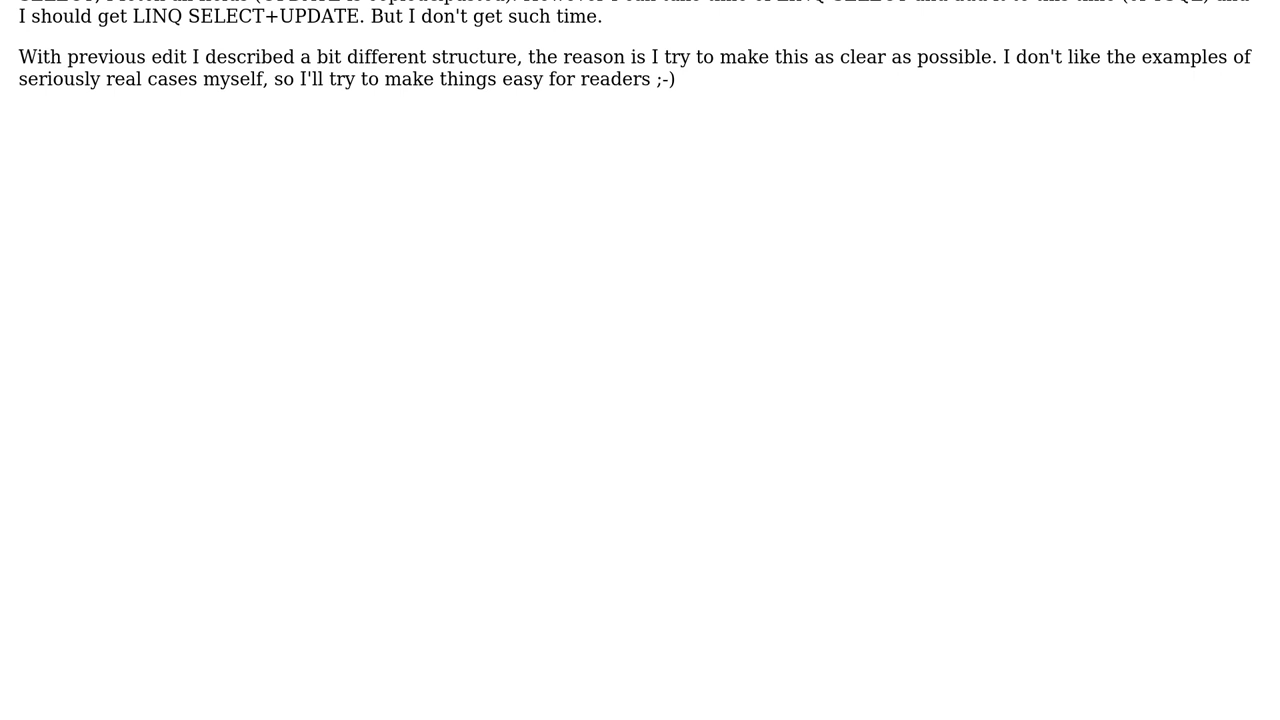 I should get LINQ SELECT+UPDATE. But I don't get such time.
With previous edit I described a bit different structure, the reason is I try to make this as clear as possible. I don't like the examples of
seriously real cases myself, so I'll try to make things easy for readers ;-)